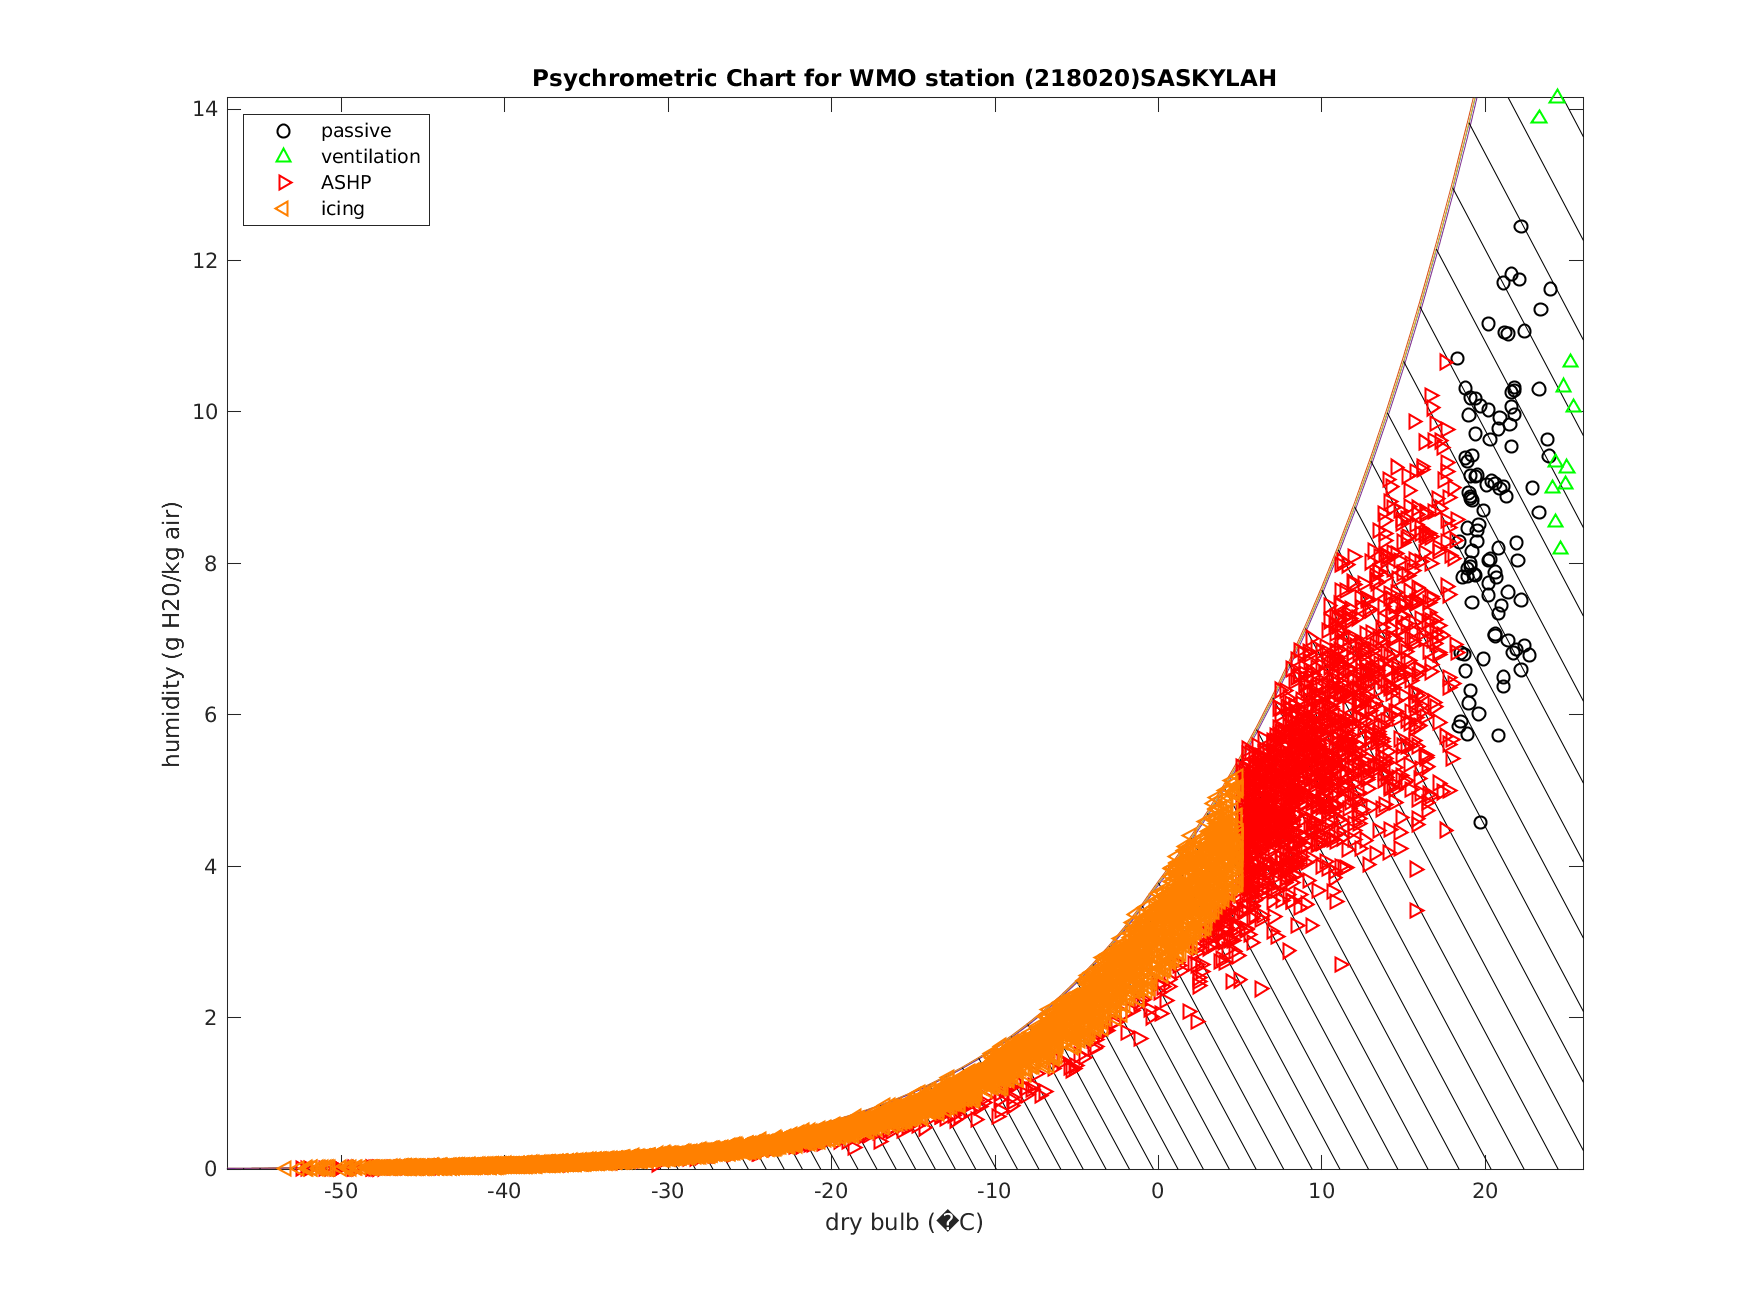 Psychrometric Chart for WMO station (218020)SASKYLAH
passive
ventilation
ASHP
icing
humidity (g H20/kg air)
14
12
10
8
6
4
2
0
-50 -40 -30 -20 -10 0 10 20
dry bulb (�C)